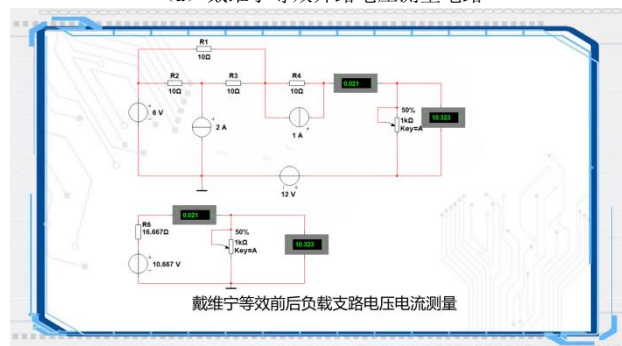 R1
10Ω
R2
10Ω
R3
10Ω
R4
10Ω
0.021
6 V
2 A
1 A
50%
1kΩ
Key=A
10.323
12 V
R6
16.667Ω
0.021
50%
1kΩ
Key=A
10.323
10.667 V
戴维宁等效前后负载支路电压电流测量